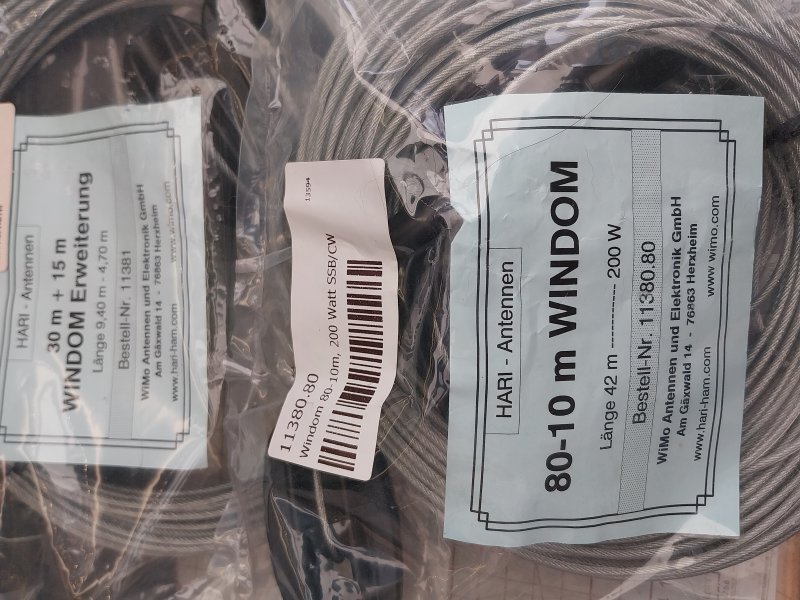 HARI - Antennen
30 m + 15 m
WINDOM Erweiterung
Länge 9,40 m - 4,70 m
Bestell-Nr. 11381
WiMo Antennen und Elektronik GmbH
Am Gäxwald 14 - 76863 Herxheim
www.hari-ham.com www.wimo.com
13594
11380.80
Windom 80-10m, 200 Watt SSB/CW
HARI - Antennen
80-10 m WINDOM
Länge 42 m ------------ 200 W
Bestell-Nr. 11380.80
WiMo Antennen und Elektronik GmbH
Am Gäxwald 14 - 76863 Herxheim
www.hari-ham.com www.wimo.com